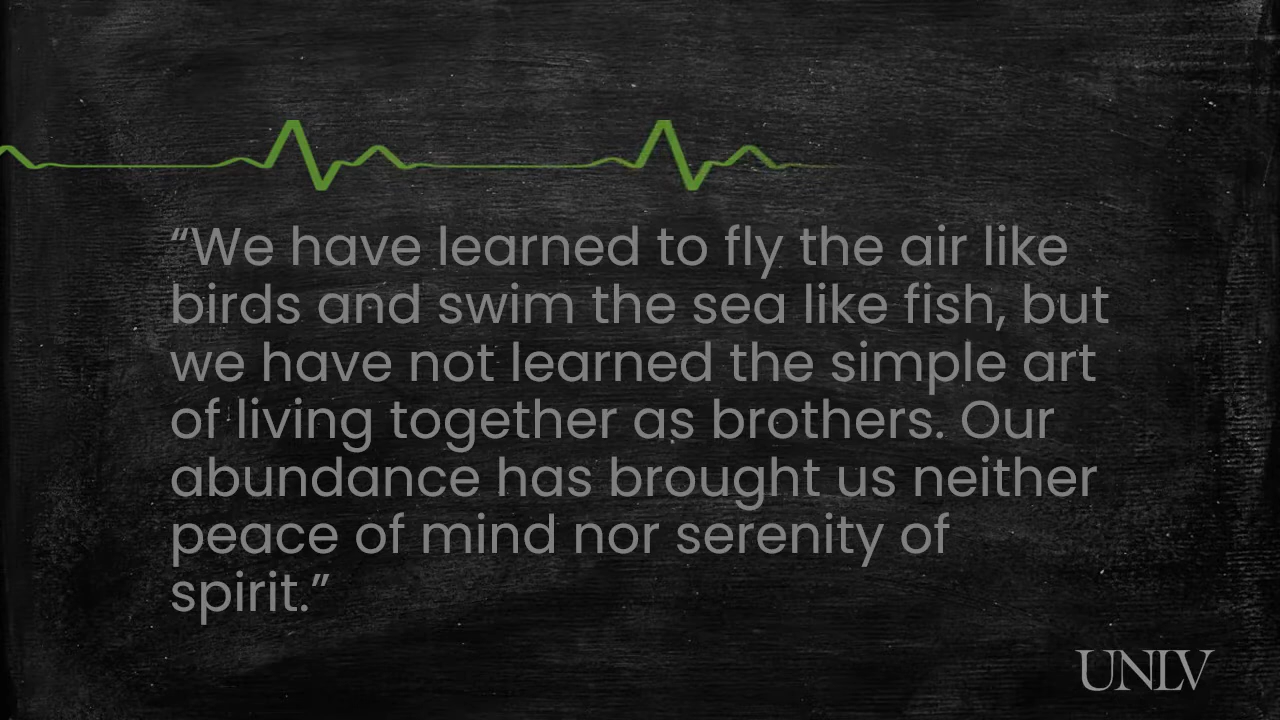 “We have learned to fly the air like
birds and swim the sea like fish, but
we have not learned the simple art
of living together as brothers. Our
abundance has brought us neither
peace of mind nor serenity of
spirit.”
UNLV